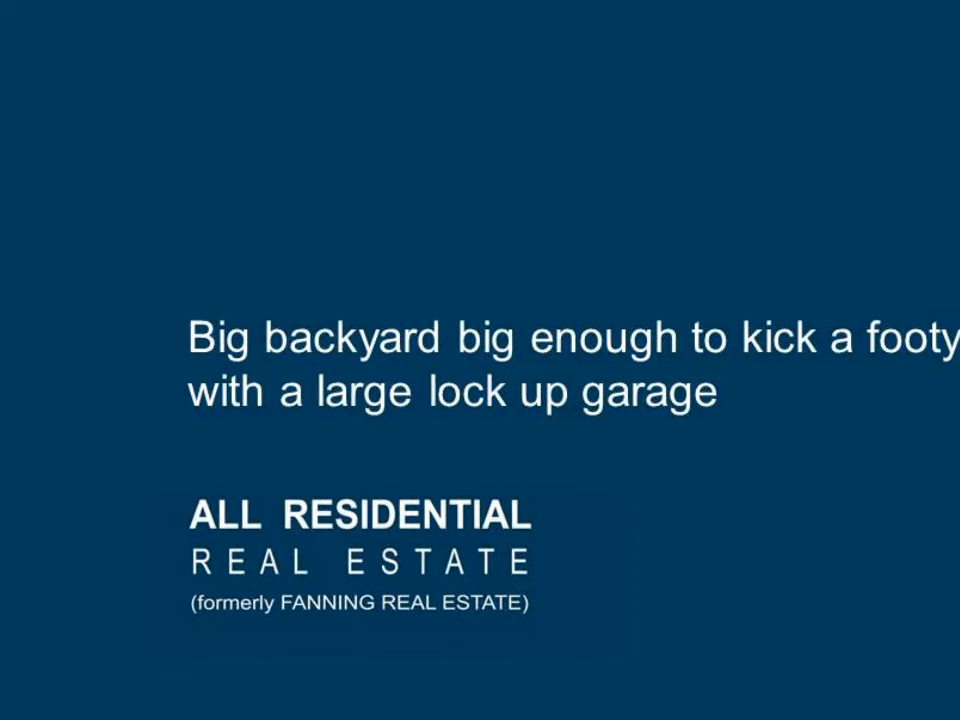 Big backyard big enough to kick a footy
with a large lock up garage
ALL RESIDENTIAL
REAL ESTATE
(formerly FANNING REAL ESTATE)